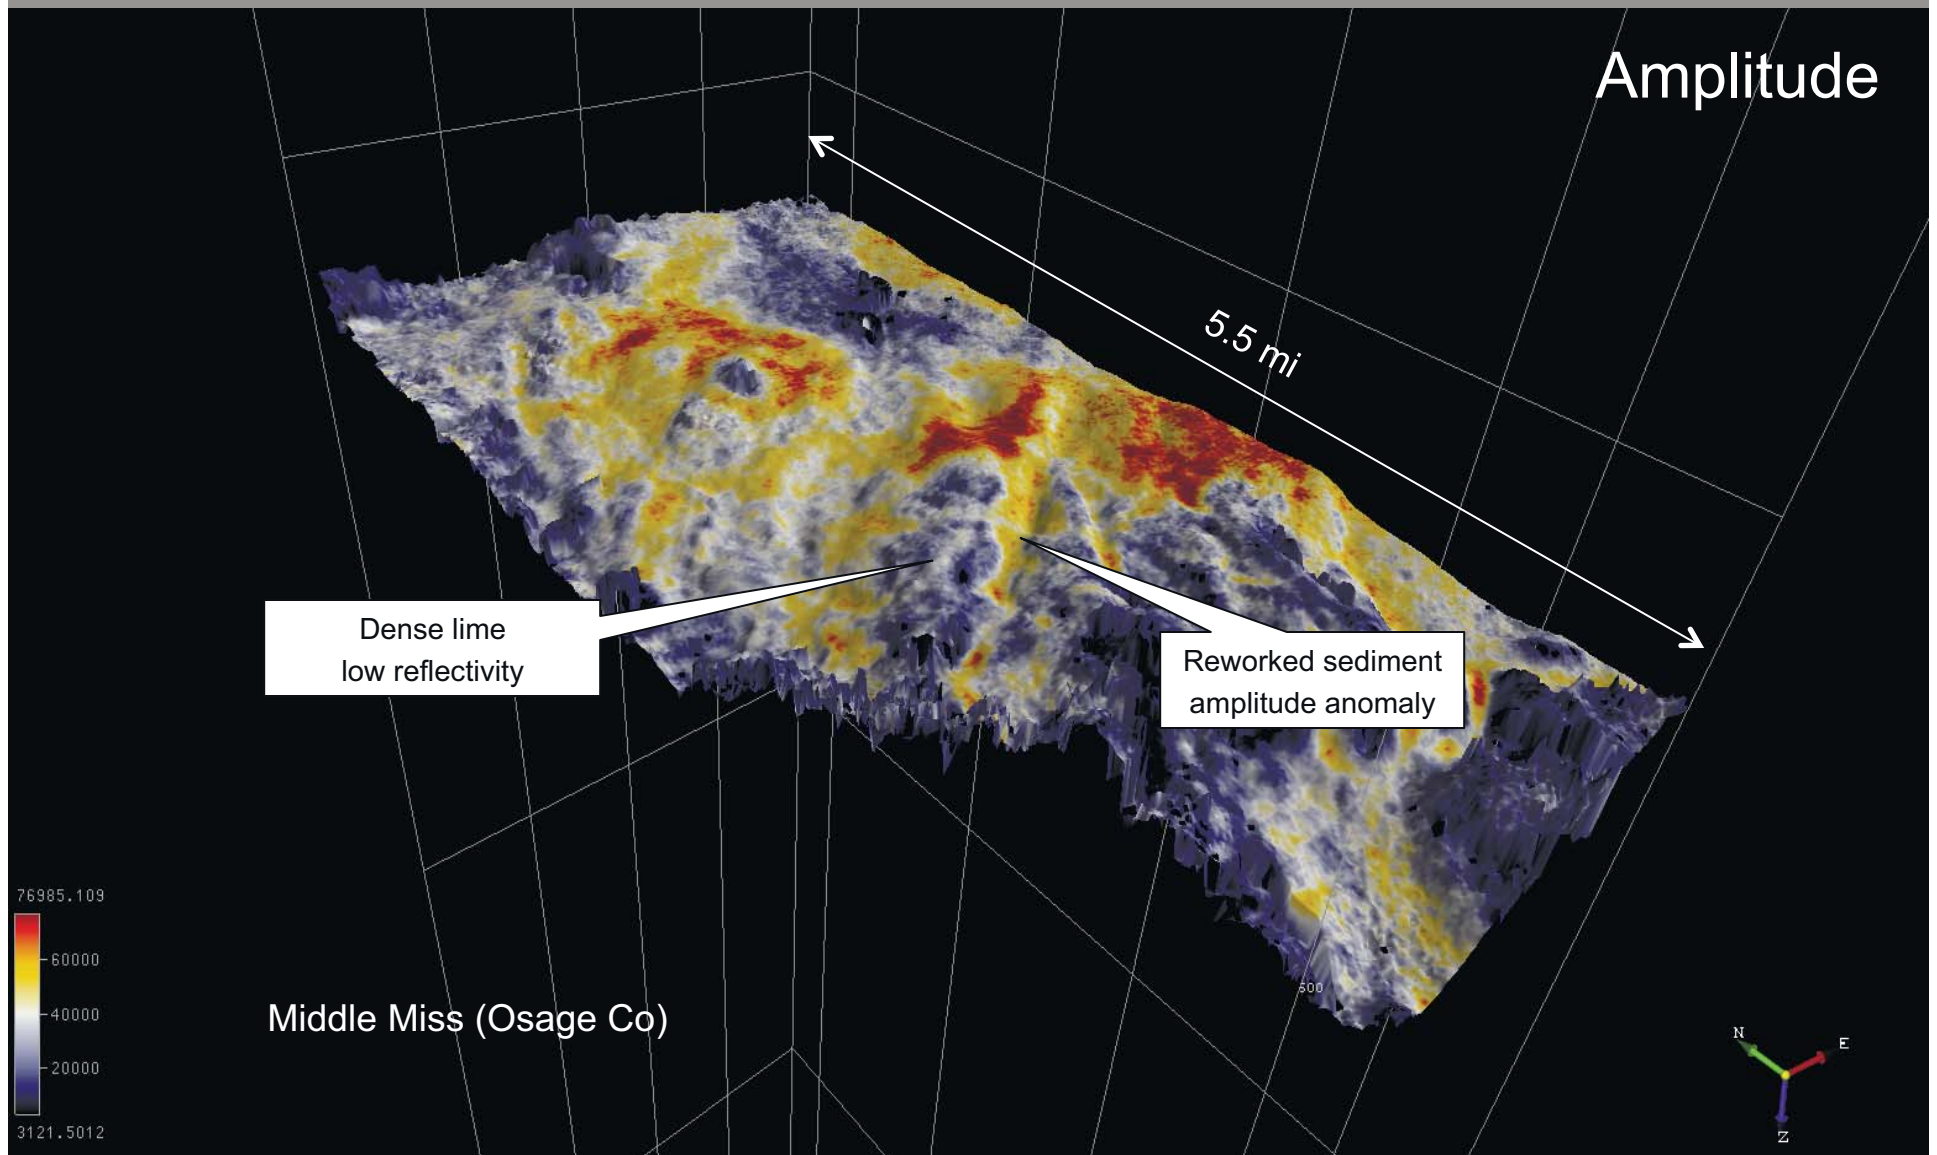 Amplitude
5.5 mi
Dense lime
low reflectivity
Reworked sediment
amplitude anomaly
76985.109
60000
40000
20000
3121.5012
Middle Miss (Osage Co)
500
N
E
Z